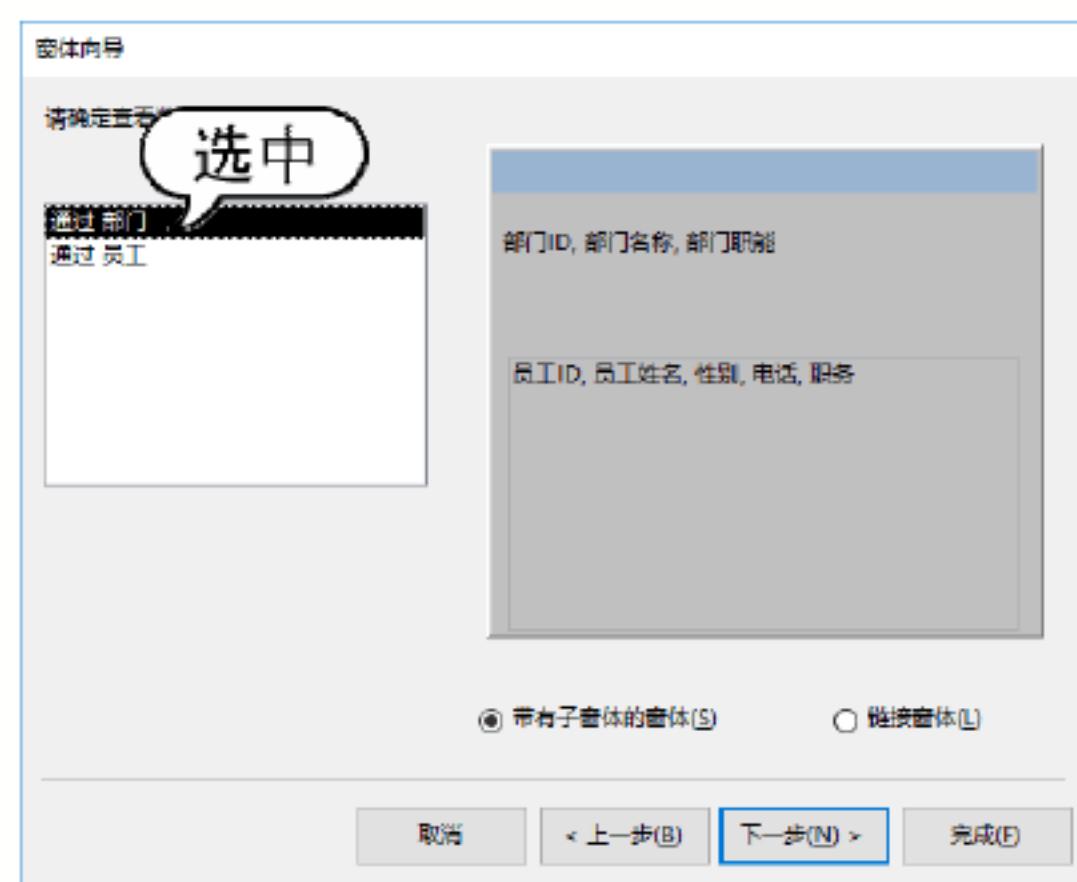 窗体向导
请确定查看
选中
通过 部门
通过 员工
部门ID, 部门名称, 部门职能
员工ID, 员工姓名, 性别, 电话, 职务
带有子窗体的窗体(S)
链接窗体(L)
取消
< 上一步(B)
下一步(N) >
完成(F)